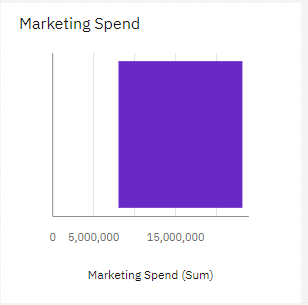 Marketing Spend
0 5,000,000 15,000,000
Marketing Spend (Sum)